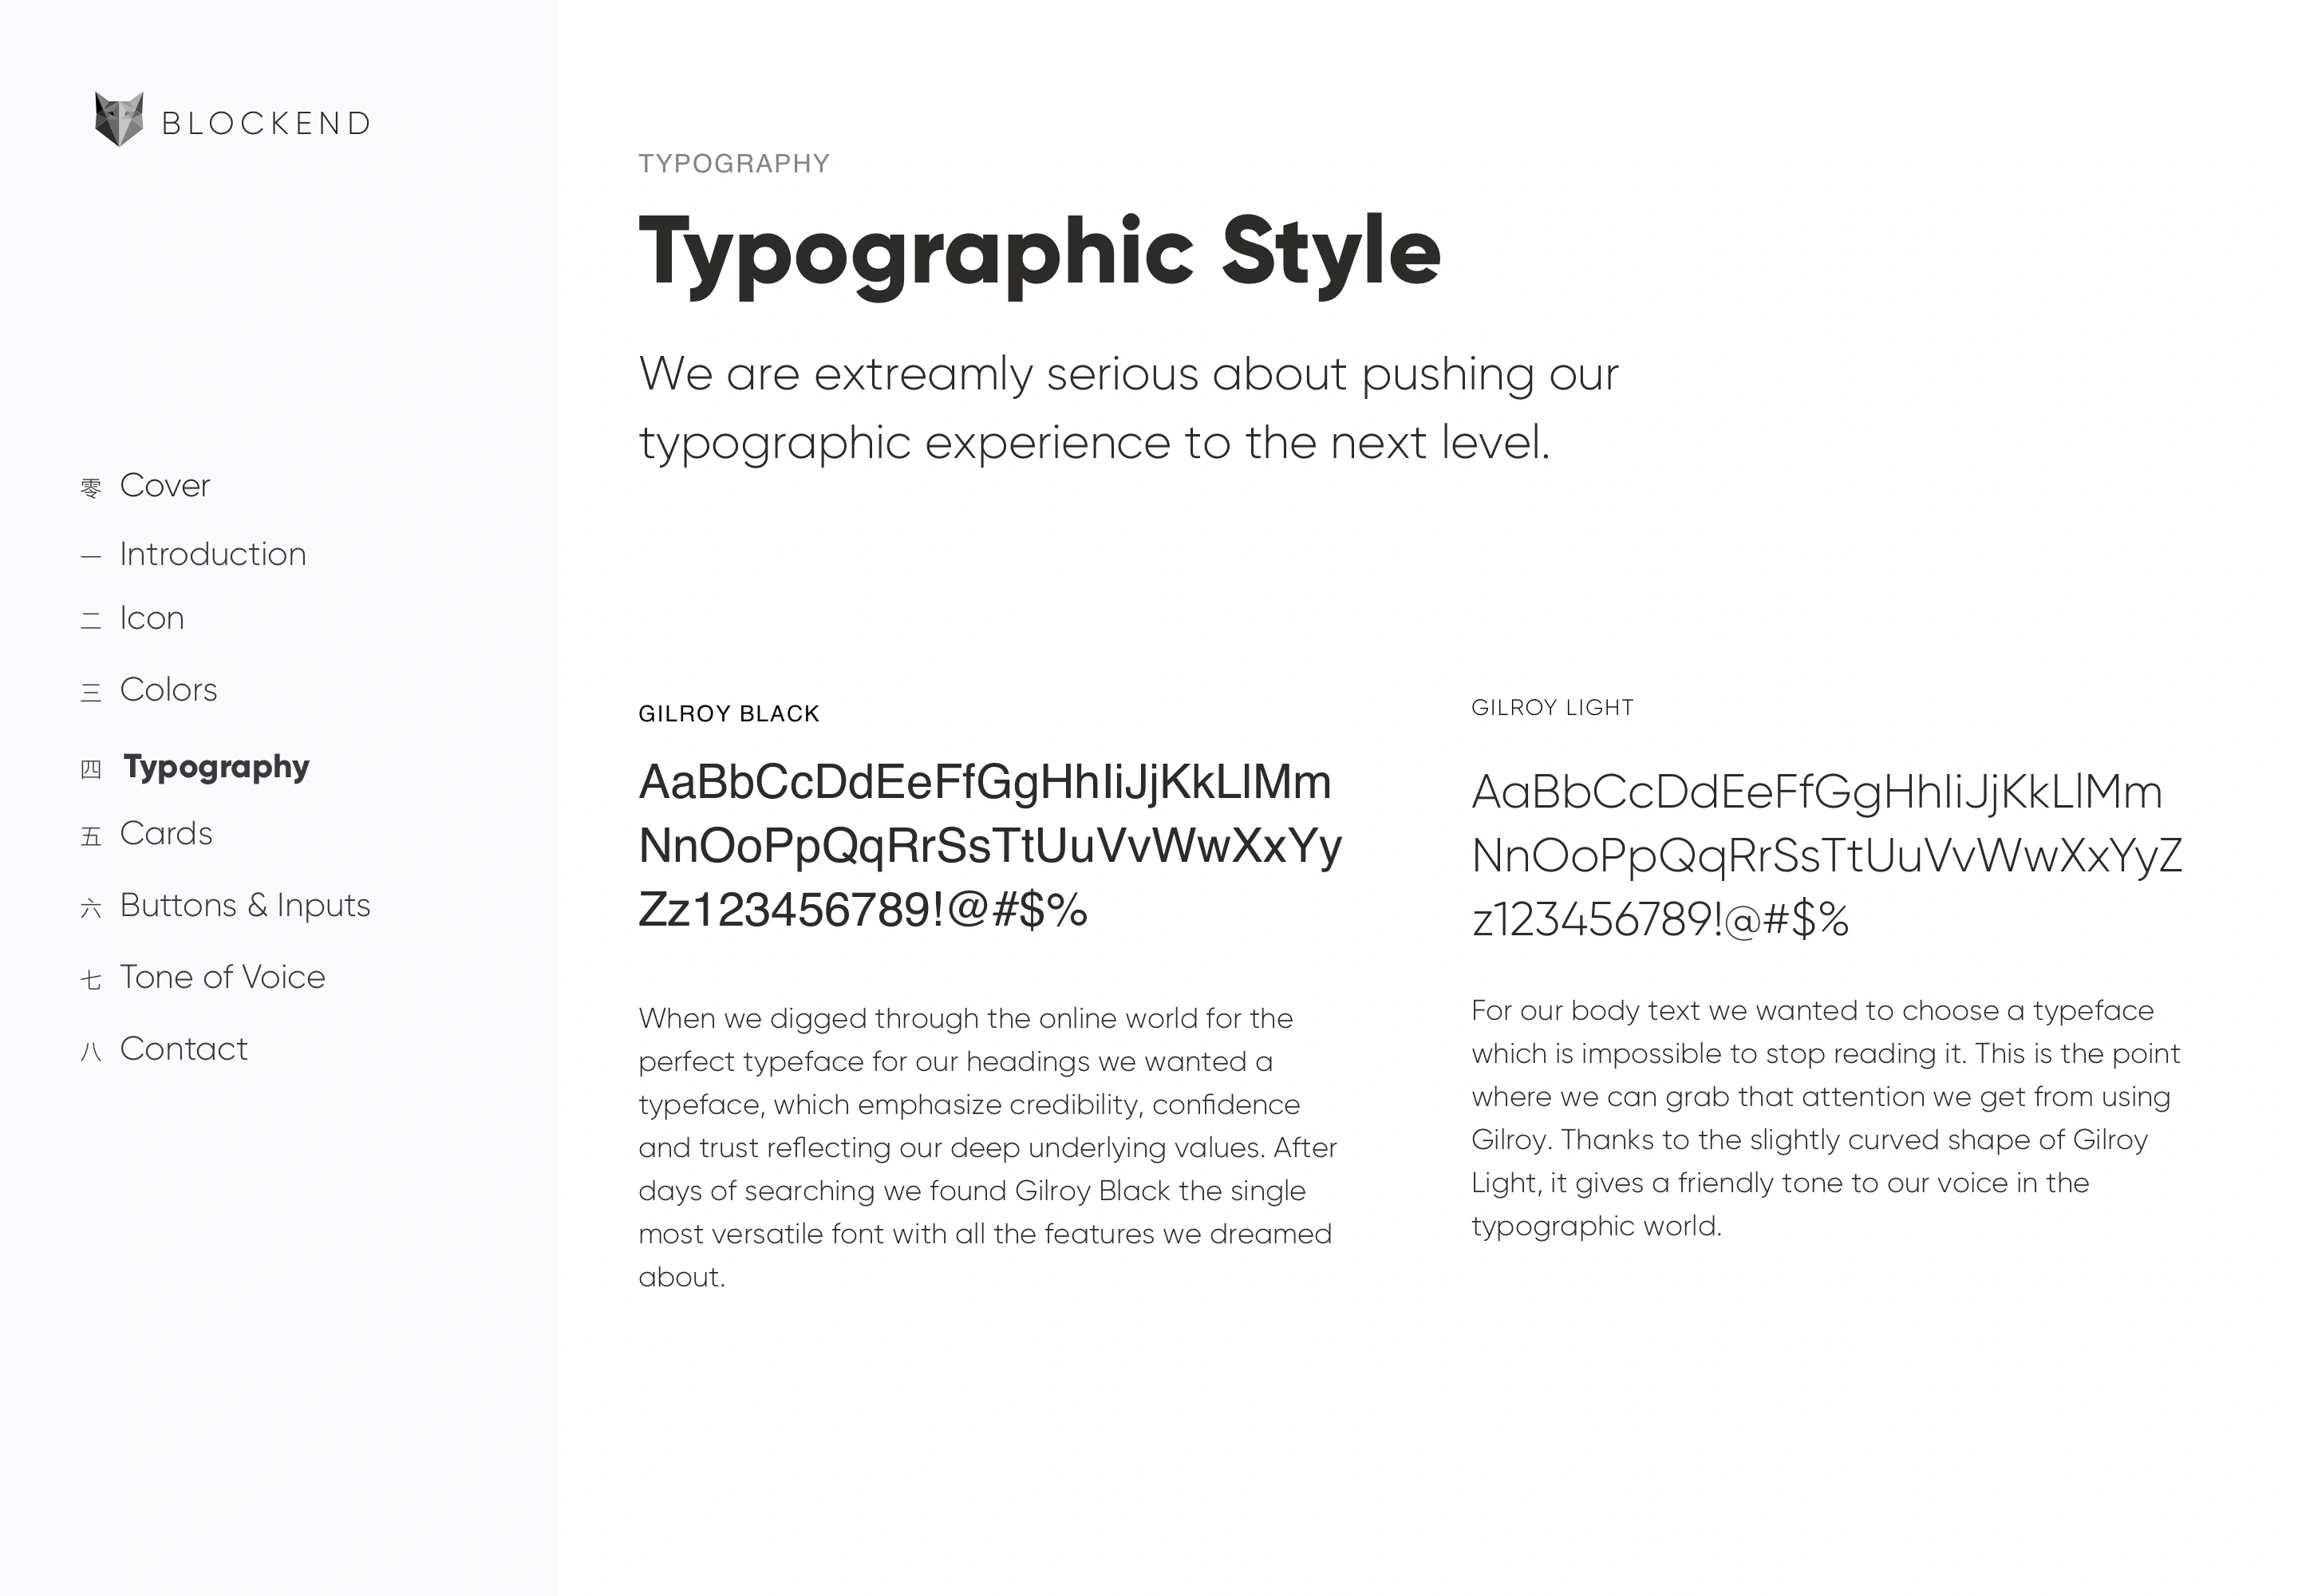 BLOCKEND
零 Cover
一 Introduction
二 Icon
三 Colors
四 Typography
五 Cards
六 Buttons & Inputs
七 Tone of Voice
八 Contact
TYPOGRAPHY
Typographic Style
We are extreamly serious about pushing our
typographic experience to the next level.
GILROY BLACK
AaBbCcDdEeFfGgHhIiJjKkLlMm
NnOoPpQqRrSsTtUuVvWwXxYy
Zz123456789!@#$%
When we digged through the online world for the
perfect typeface for our headings we wanted a
typeface, which emphasize credibility, confidence
and trust reflecting our deep underlying values. After
days of searching we found Gilroy Black the single
most versatile font with all the features we dreamed
about.
GILROY LIGHT
AaBbCcDdEeFfGgHhIiJjKkLlMm
NnOoPpQqRrSsTtUuVvWwXxYyZ
z123456789!@#$%
For our body text we wanted to choose a typeface
which is impossible to stop reading it. This is the point
where we can grab that attention we get from using
Gilroy. Thanks to the slightly curved shape of Gilroy
Light, it gives a friendly tone to our voice in the
typographic world.